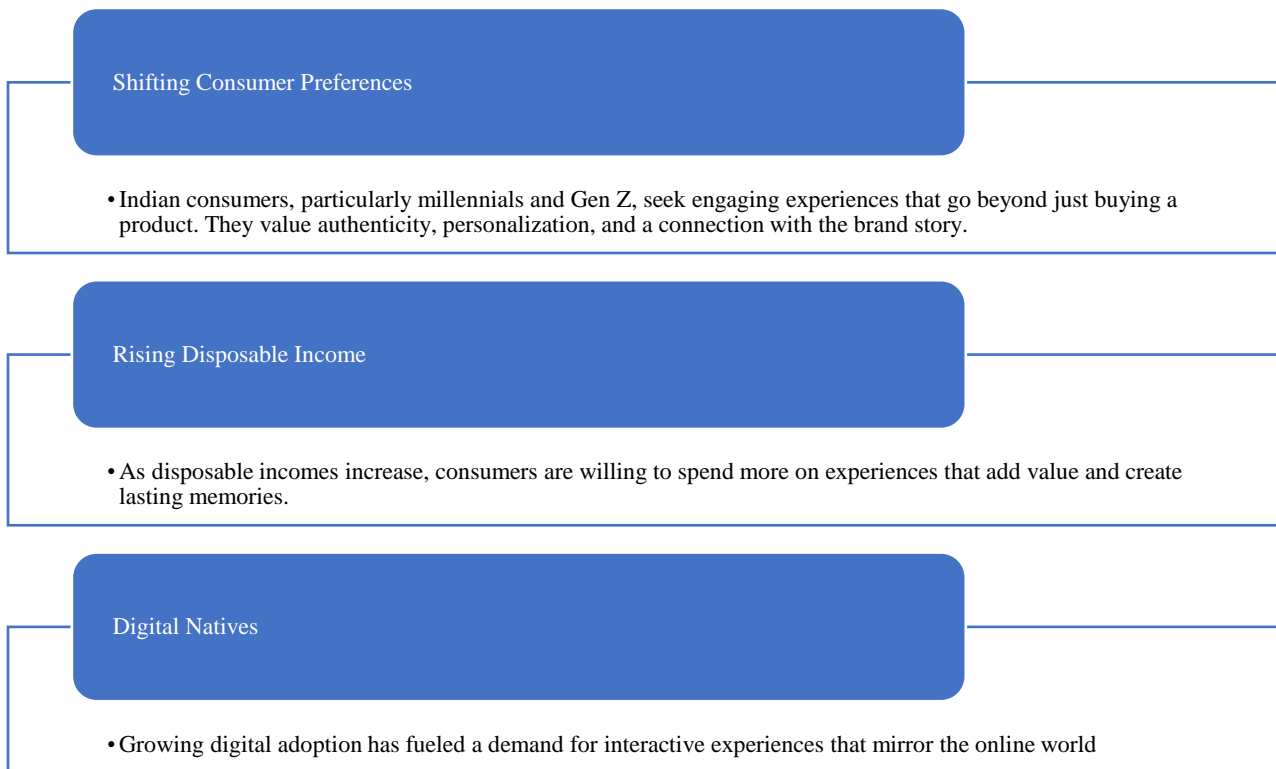 Shifting Consumer Preferences
• Indian consumers, particularly millennials and Gen Z, seek engaging experiences that go beyond just buying a
product. They value authenticity, personalization, and a connection with the brand story.
Rising Disposable Income
• As disposable incomes increase, consumers are willing to spend more on experiences that add value and create
lasting memories.
Digital Natives
• Growing digital adoption has fueled a demand for interactive experiences that mirror the online world